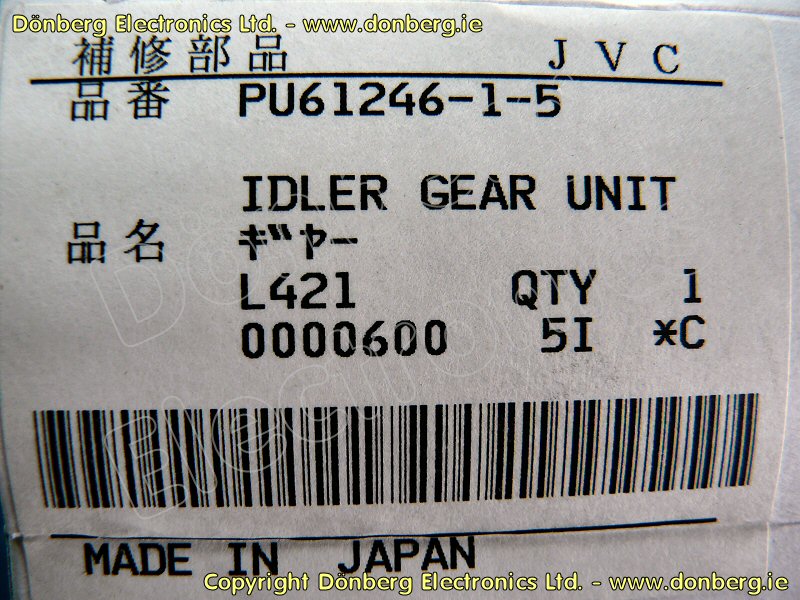 Dönberg Electronics Ltd. - www.donberg.ie
補修部品 JVC
品番 PU61246-1-5
IDLER GEAR UNIT
品名 ギヤー
L421 QTY 1
0000600 5I *C
MADE IN JAPAN
Copyright Dönberg Electronics Ltd. - www.donberg.ie